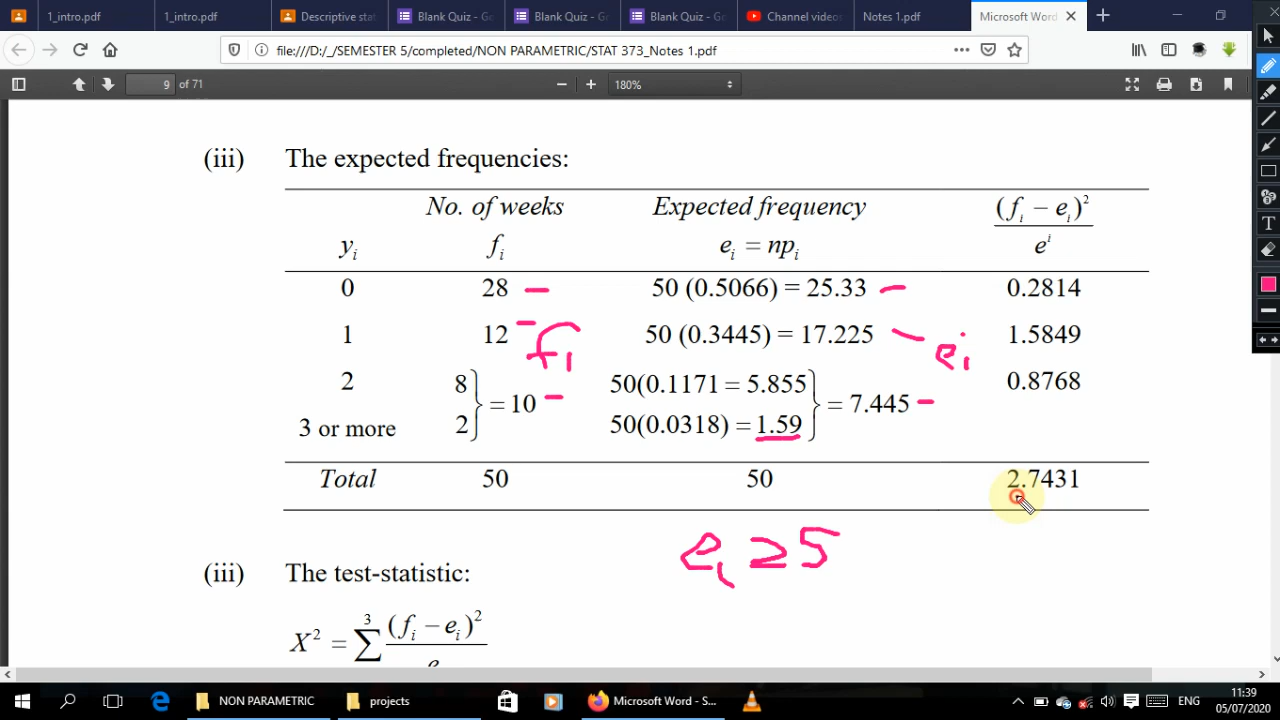 1_intro.pdf 1_intro.pdf Descriptive sta Blank Quiz - Go Blank Quiz - Go Blank Quiz - Go Channel videos Notes 1.pdf Microsoft Word
file:///D:/_/SEMESTER 5/completed/NON PARAMETRIC/STAT 373_Notes 1.pdf
9 of 71 180%
(iii) The expected frequencies:
No. of weeks Expected frequency (f_i − e_i)²
y_i f_i e_i = np_i e^i
0 28 50 (0.5066) = 25.33 0.2814
1 12 50 (0.3445) = 17.225 1.5849
f_i e_i
2 8 50(0.1171 = 5.855 0.8768
= 10 = 7.445
3 or more 2 50(0.0318) = 1.59
Total 50 50 2.7431
e_i ≥ 5
(iii) The test-statistic:
X² = ∑ 3 (f_i − e_i)²
e
NON PARAMETRIC projects Microsoft Word - S... ENG 11:39
05/07/2020